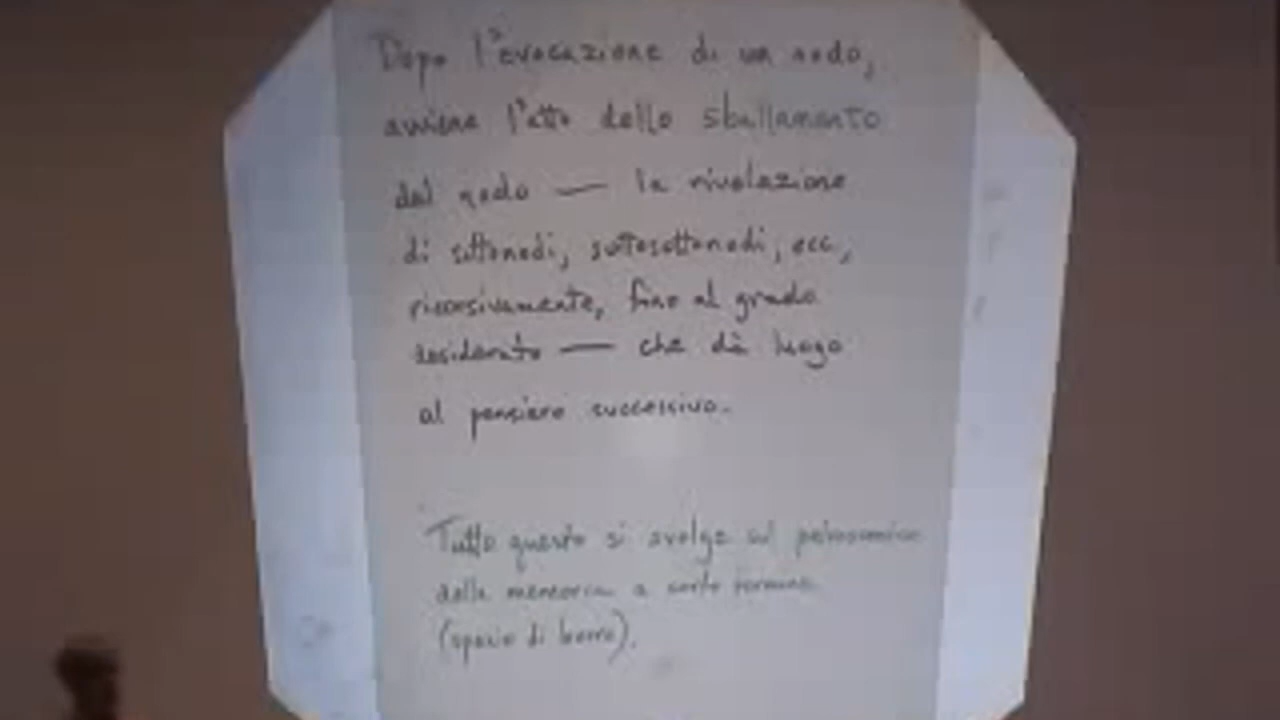 Dopo l'evocazione di un nodo,
avviene l'atto dello sballamento
del nodo — la rivelazione
di sottonodi, sottosottonodi, ecc.,
ricorsivamente, fino al grado
desiderato — che dà luogo
al pensiero successivo.
Tutto questo si svolge sul palcoscenico
della memoria a corto termine
(spazio di lavoro).